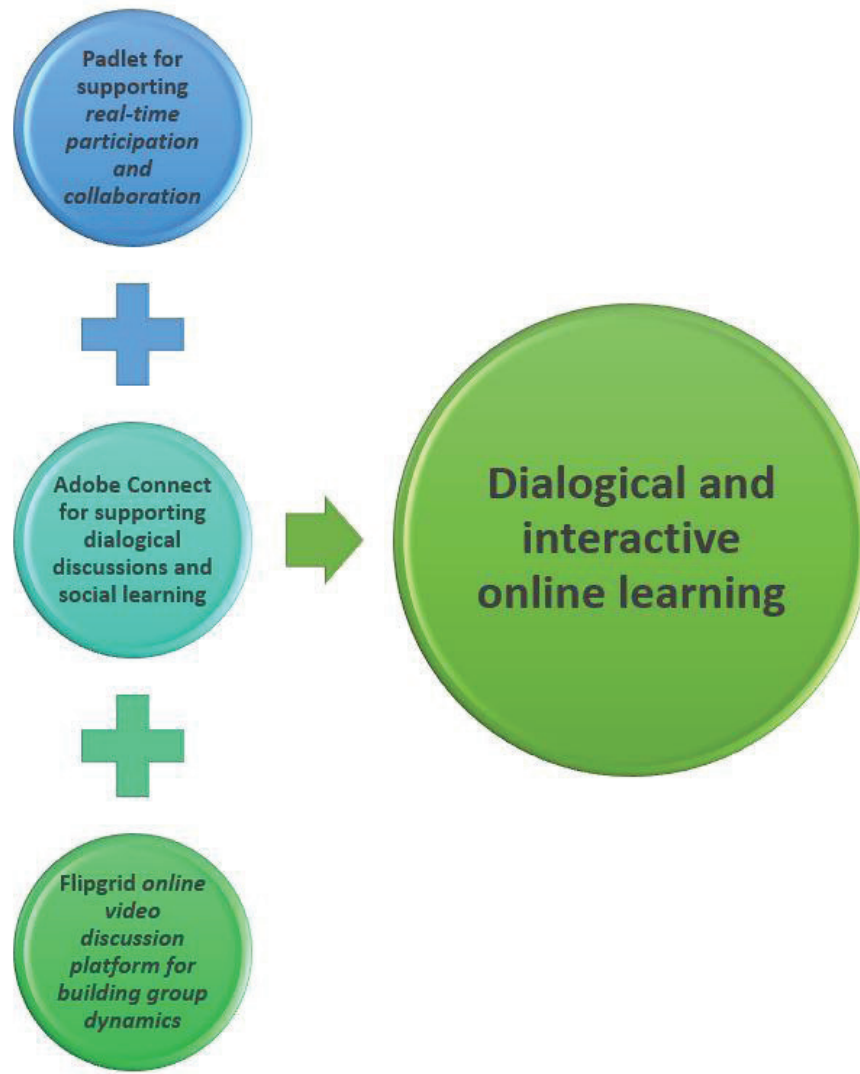 Padlet for
supporting
real-time
participation
and
collaboration
Adobe Connect
for supporting
dialogical
discussions and
social learning
Flipgrid online
video
discussion
platform for
building group
dynamics
Dialogical and
interactive
online learning